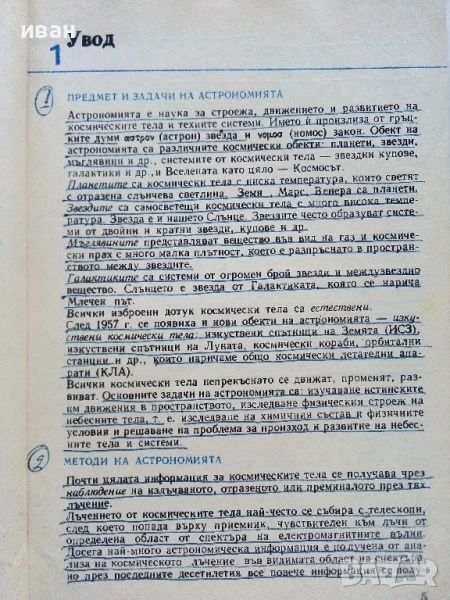 иван
Увод
1
1 ПРЕДМЕТ И ЗАДАЧИ НА АСТРОНОМИЯТА
Астрономията е наука за строежа, движението и развитието на
космическите тела и техните системи. Името ѝ произлиза от гръц-
ките думи αστρον (астрон) звезда и νομος (номос) закон. Обект на
астрономията са различните космически обекти: планети, звезди,
мъглявини и др., системите от космически тела — звездни купове,
галактики и др., и Вселената като цяло — Космосът.
Планетите са космически тела с ниска температура, които светят
с отразена слънчева светлина. Земя, Марс, Венера са планети.
Звездите са самосветещи космически тела с много висока темпе-
ратура. Звезда е и нашето Слънце. Звездите често образуват систе-
ми от двойни и кратни звезди, купове и др.
Мъглявините представляват вещество във вид на газ и космиче-
ски прах с много малка плътност, което е разпръснато в простран-
ството между звездите.
Галактиките са системи от огромен брой звезди и междузвездно
вещество. Слънцето е звезда от Галактиката, която се нарича
Млечен път.
Всички изброени дотук космически тела са естествени.
След 1957 г. се появиха и нови обекти на астрономията — изку-
ствени космически тела: изкуствени спътници на Земята (ИСЗ),
изкуствени спътници на Луната, космически кораби, орбитални
станции и др., които наричаме общо космически летателни апа-
рати (КЛА).
Всички космически тела непрекъснато се движат, променят, раз-
виват. Основните задачи на астрономията са: изучаване истинските
им движения в пространството, изследване физическия строеж на
небесните тела, т. е. изследване на химичния състав и физичните
условия и решаване на проблема за произход и развитие на небес-
ните тела и системи.
2 МЕТОДИ НА АСТРОНОМИЯТА
Почти цялата информация за космическите тела се получава чрез
наблюдение на излъчваното, отразеното или преминалото през тях
лъчение.
Лъчението от космическите тела най-често се събира с телескопи,
след което попада върху приемник, чувствителен към лъчи от
определена област от спектъра на електромагнитните вълни.
Досега най-много астрономическа информация е получена от ана-
лиза на космическото лъчение във видимата област на спектъра,
но през последните десетилетия все повече информация се полу-
5
BAZAR